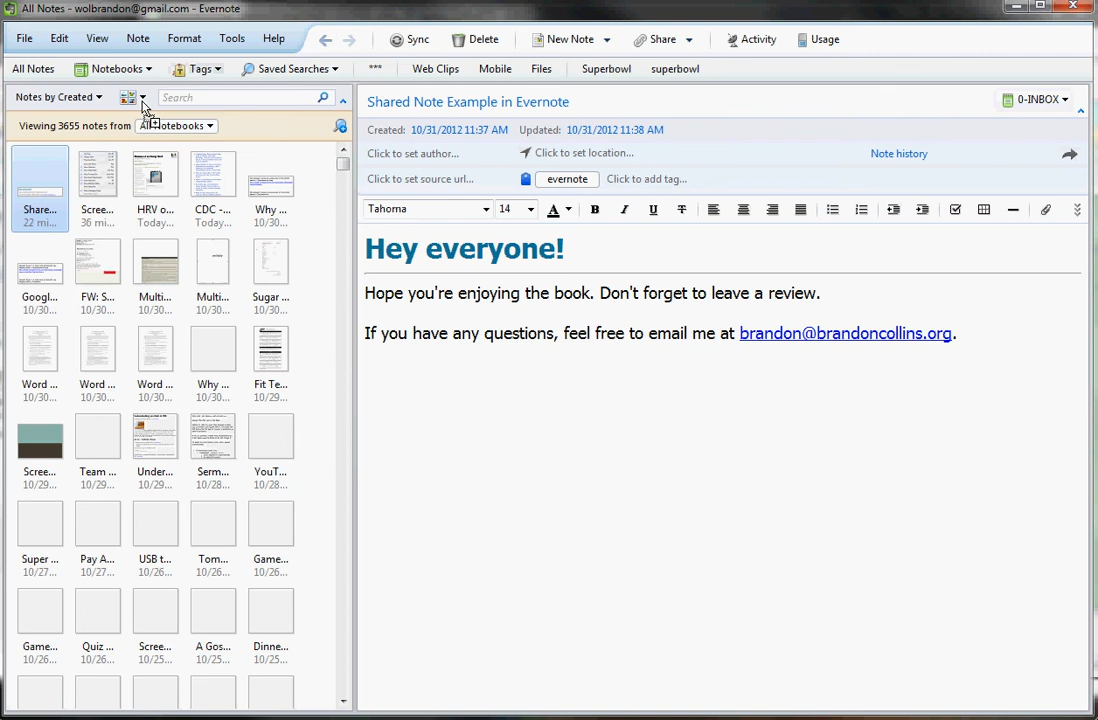 All Notes - wolbrandon@gmail.com - Evernote
File Edit View Note Format Tools Help Sync Delete New Note Share Activity Usage
All Notes Notebooks Tags Saved Searches *** Web Clips Mobile Files Superbowl superbowl
Notes by Created Search
Viewing 3655 notes from All Notebooks
Share... Scree... HRV o... CDC -... Why ...
22 mi... 36 mi... Today... Today... 10/30...
Googl... FW: S... Multi... Multi... Sugar ...
10/30... 10/30... 10/30... 10/30... 10/30...
Word ... Word ... Word ... Why ... Fit Te...
10/30... 10/30... 10/30... 10/30... 10/29...
Scree... Team ... Under... Serm... YouT...
10/29... 10/29... 10/29... 10/28... 10/28...
Super ... Pay A... USB t... Tom... Game...
10/27... 10/27... 10/26... 10/26... 10/26...
Game... Quiz ... Scree... A Gos... Dinne...
10/26... 10/26... 10/25... 10/25... 10/25...
Shared Note Example in Evernote 0-INBOX
Created: 10/31/2012 11:37 AM Updated: 10/31/2012 11:38 AM
Click to set author... Click to set location... Note history
Click to set source url... evernote Click to add tag...
Tahoma 14 A B I U T
Hey everyone!
Hope you're enjoying the book. Don't forget to leave a review.
If you have any questions, feel free to email me at brandon@brandoncollins.org.